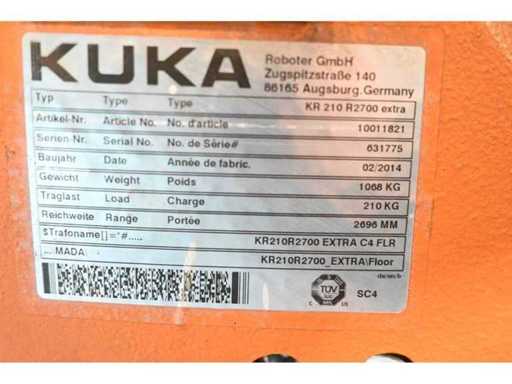 KUKA
Roboter GmbH
Zugspitzstraße 140
86165 Augsburg.Germany
Typ Type Type KR 210 R2700 extra
Artikel-Nr. Article No. No. d'article 10011821
Serien-Nr. Serial No. No. de Série# 631775
Baujahr Date Année de fabric. 02/2014
Gewicht Weight Poids 1068 KG
Traglast Load Charge 210 KG
Reichweite Range Portée 2696 MM
$Trafoname[]="#..... KR210R2700 EXTRA C4 FLR
... MADA\ KR210R2700_EXTRA\Floor
TÜV
SÜD
C US
SC4